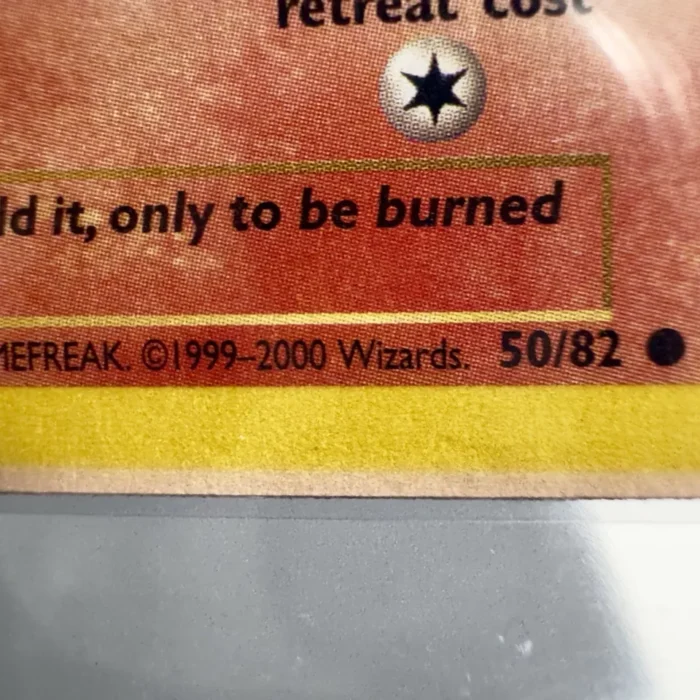 retreat cost
ld it, only to be burned
MEFREAK. ©1999–2000 Wizards. 50/82